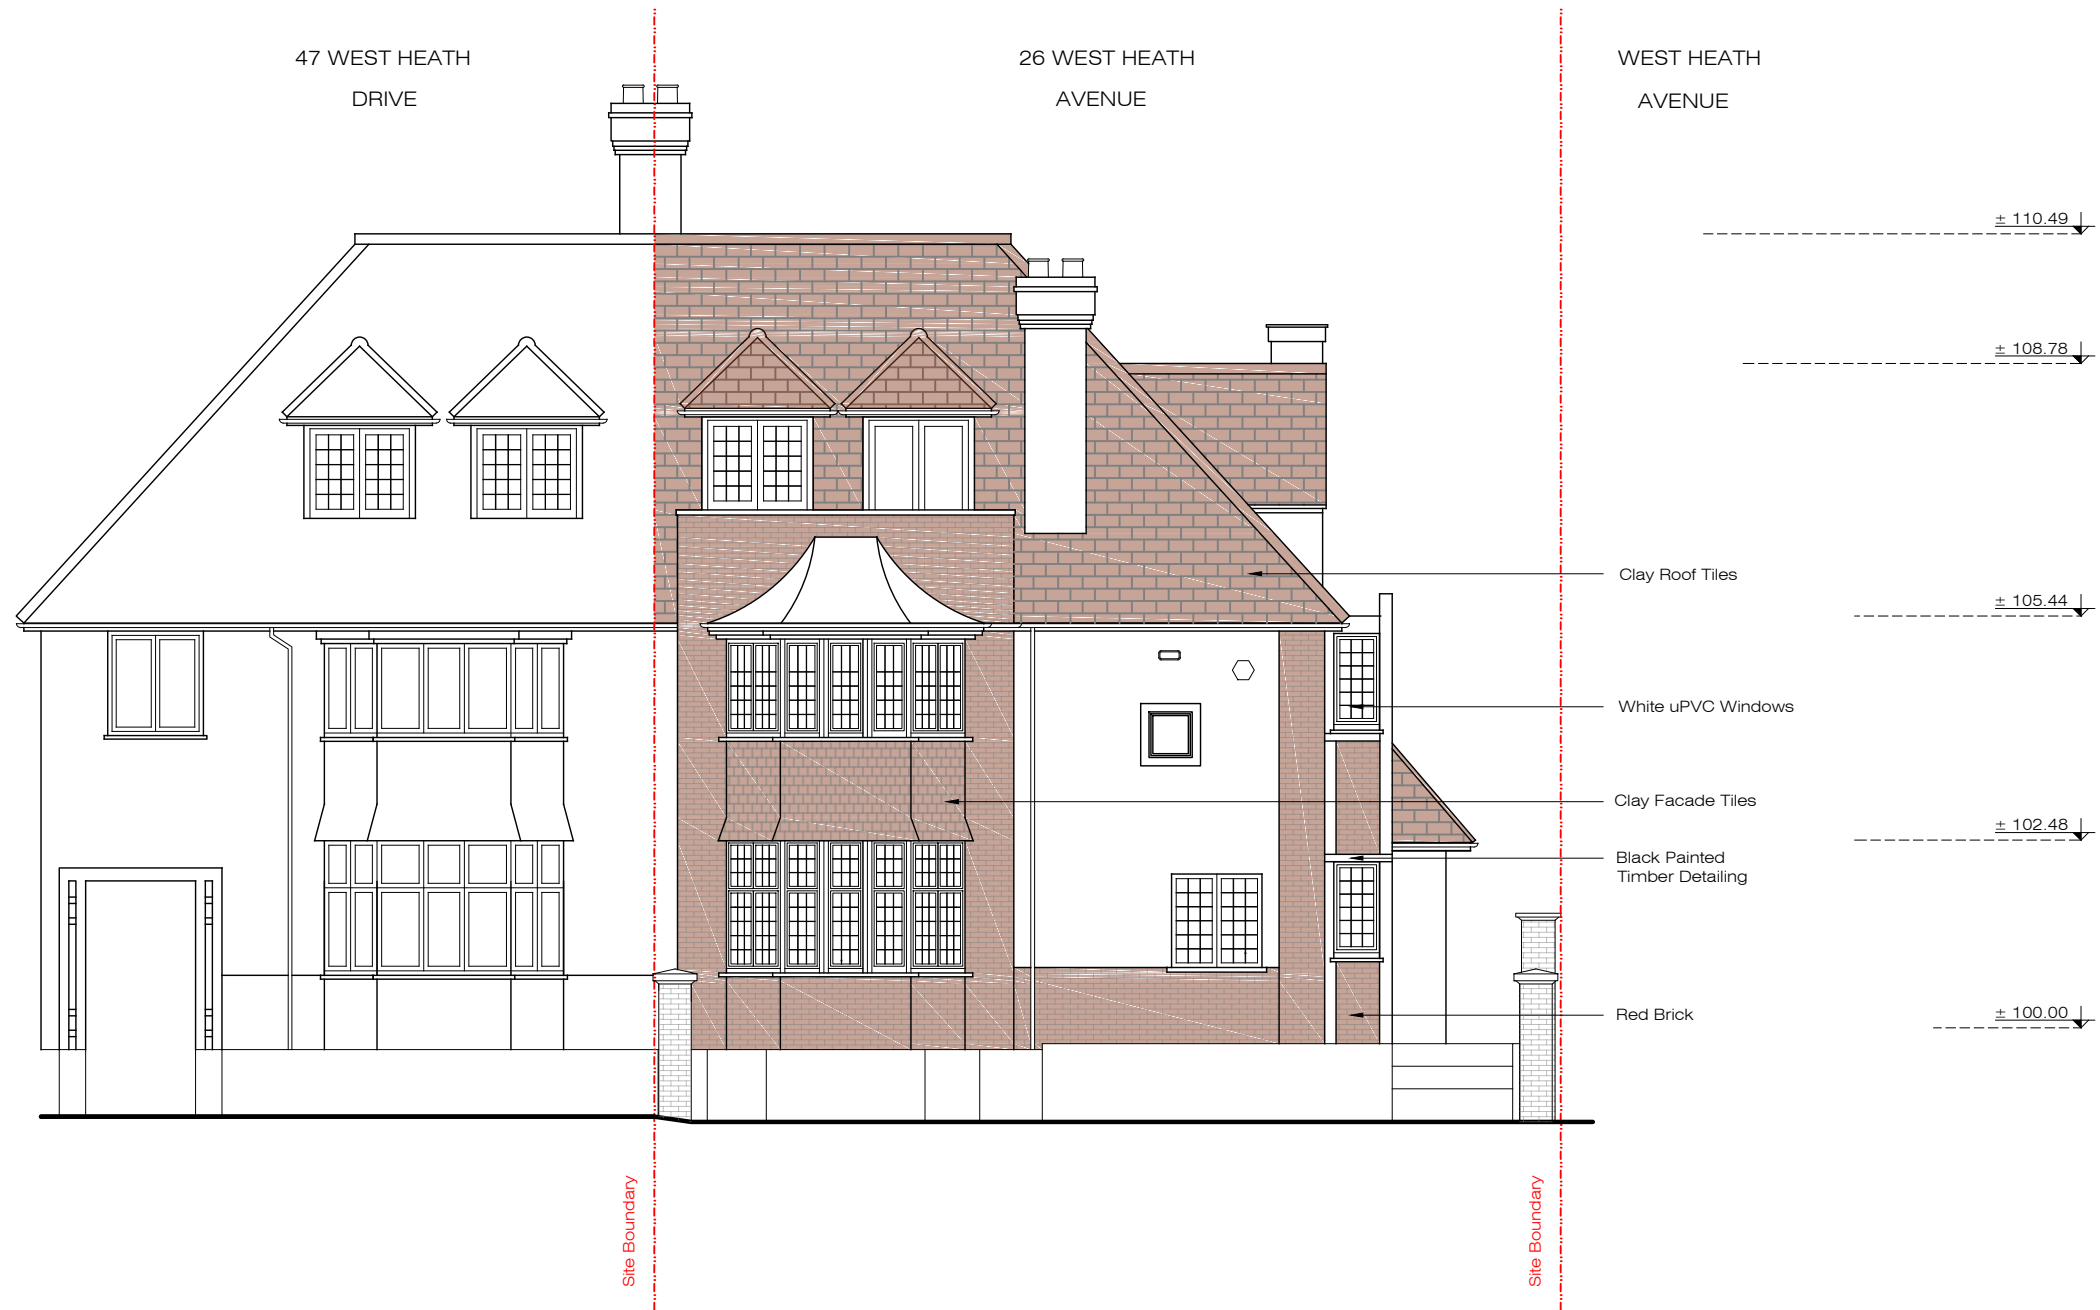 47 WEST HEATH
DRIVE
26 WEST HEATH
AVENUE
WEST HEATH
AVENUE
± 110.49
± 108.78
Clay Roof Tiles
± 105.44
White uPVC Windows
Clay Facade Tiles
± 102.48
Black Painted
Timber Detailing
Red Brick
± 100.00
Site Boundary
Site Boundary